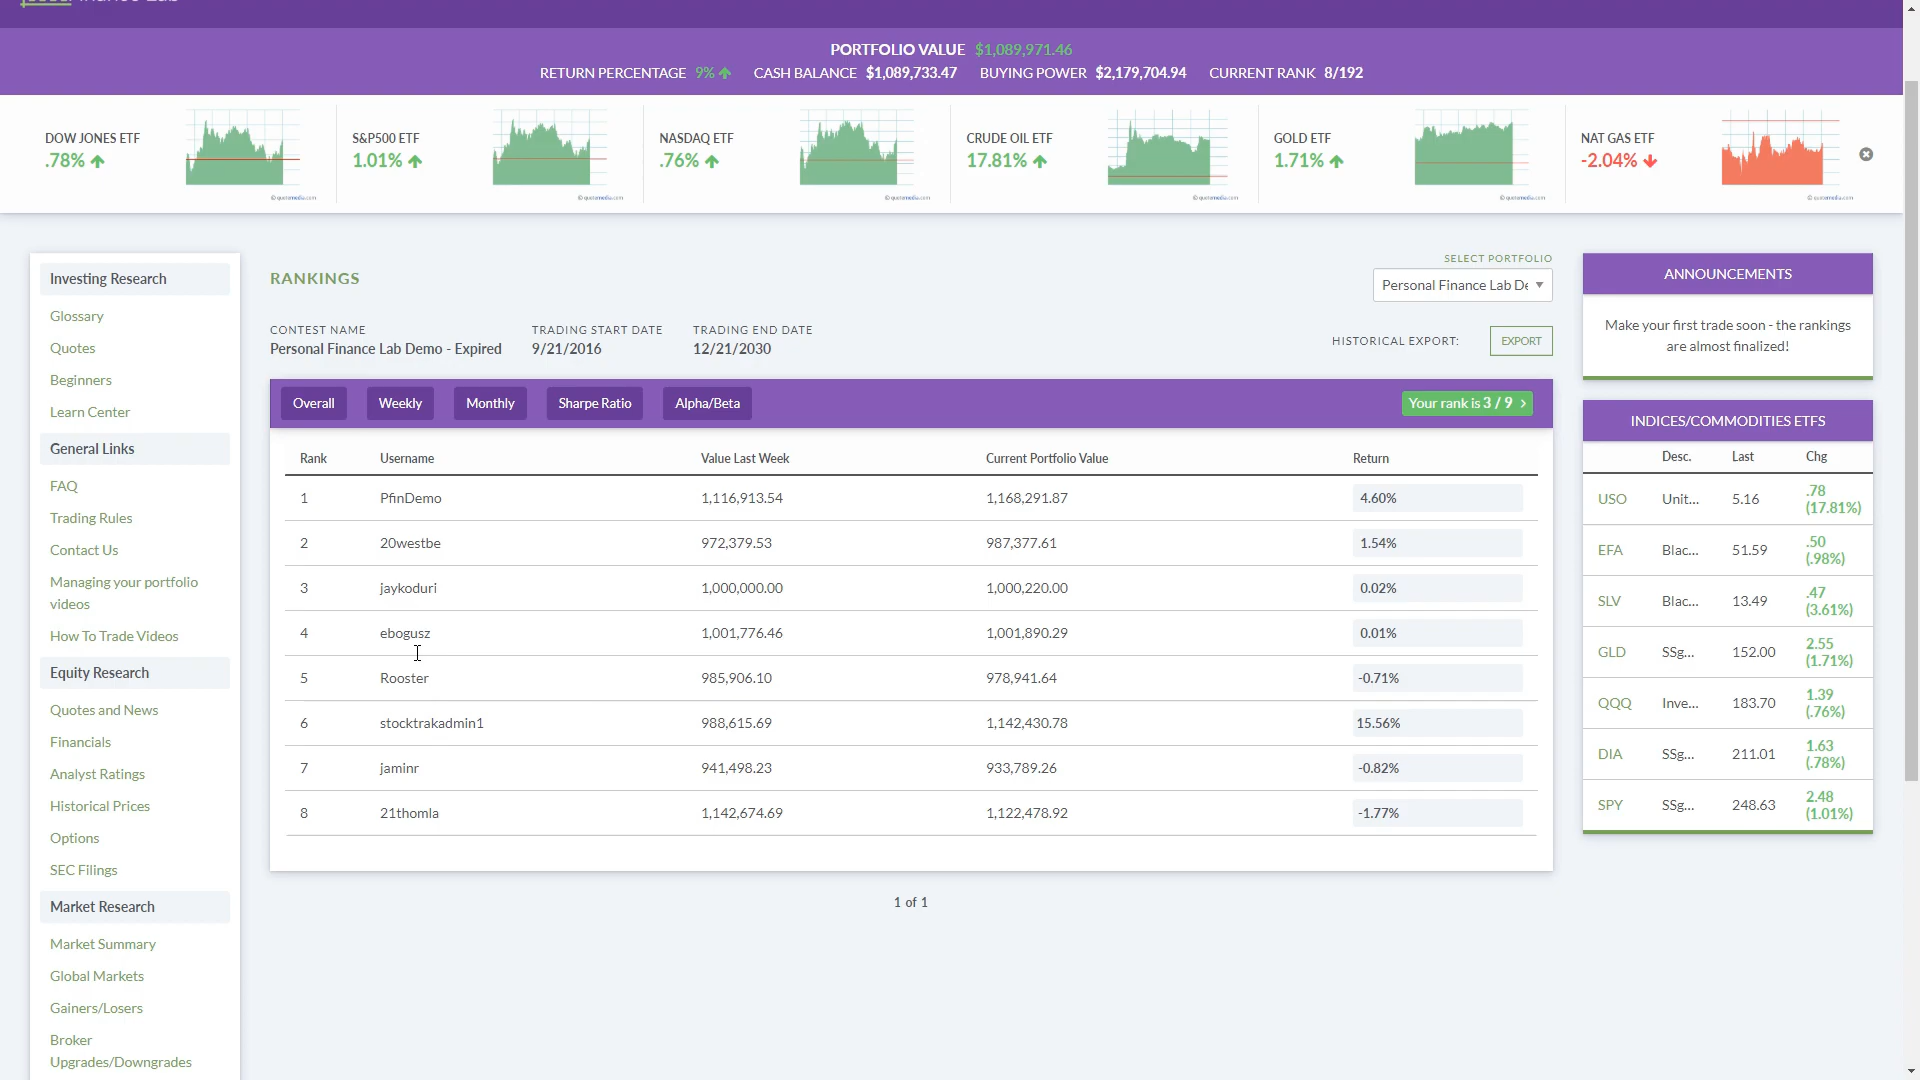 PORTFOLIO VALUE $1,089,971.46
RETURN PERCENTAGE 9% CASH BALANCE $1,089,733.47 BUYING POWER $2,179,704.94 CURRENT RANK 8/192
DOW JONES ETF
.78%
© quotemedia.com
S&P500 ETF
1.01%
© quotemedia.com
NASDAQ ETF
.76%
© quotemedia.com
CRUDE OIL ETF
17.81%
© quotemedia.com
GOLD ETF
1.71%
© quotemedia.com
NAT GAS ETF
-2.04%
© quotemedia.com
Investing Research
Glossary
Quotes
Beginners
Learn Center
General Links
FAQ
Trading Rules
Contact Us
Managing your portfolio
videos
How To Trade Videos
Equity Research
Quotes and News
Financials
Analyst Ratings
Historical Prices
Options
SEC Filings
Market Research
Market Summary
Global Markets
Gainers/Losers
Broker
Upgrades/Downgrades
RANKINGS
SELECT PORTFOLIO
Personal Finance Lab De
CONTEST NAME
Personal Finance Lab Demo - Expired
TRADING START DATE
9/21/2016
TRADING END DATE
12/21/2030
HISTORICAL EXPORT: EXPORT
Overall Weekly Monthly Sharpe Ratio Alpha/Beta Your rank is 3 / 9 >
Rank Username Value Last Week Current Portfolio Value Return
1 PfinDemo 1,116,913.54 1,168,291.87 4.60%
2 20westbe 972,379.53 987,377.61 1.54%
3 jaykoduri 1,000,000.00 1,000,220.00 0.02%
4 ebogusz 1,001,776.46 1,001,890.29 0.01%
5 Rooster 985,906.10 978,941.64 -0.71%
6 stocktrakadmin1 988,615.69 1,142,430.78 15.56%
7 jaminr 941,498.23 933,789.26 -0.82%
8 21thomla 1,142,674.69 1,122,478.92 -1.77%
1 of 1
ANNOUNCEMENTS
Make your first trade soon - the rankings
are almost finalized!
INDICES/COMMODITIES ETFS
Desc. Last Chg
USO Unit... 5.16 .78 (17.81%)
EFA Blac... 51.59 .50 (.98%)
SLV Blac... 13.49 .47 (3.61%)
GLD SSg... 152.00 2.55 (1.71%)
QQQ Inve... 183.70 1.39 (.76%)
DIA SSg... 211.01 1.63 (.78%)
SPY SSg... 248.63 2.48 (1.01%)